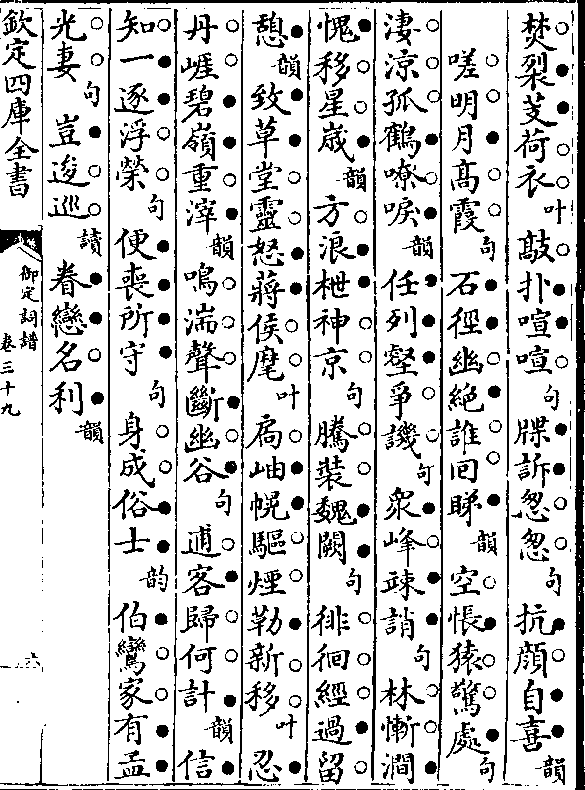 焚裂芰荷衣叶敲扑喧喧句牒訴怱怱句抗顔自喜韻
嗟明月髙霞句石徑幽絶誰囘睇韻空悵猿驚處句
淒涼孤鶴嘹唳韻任列壑爭譏句衆峰竦誚句林慚澗
愧移星嵗韻方浪枻神京句騰裝魏闕句徘徊經過留
憩韻致草堂靈怒蔣侯麾叶扃岫幌驅煙勒新移叶忍
丹崕碧嶺重滓韻鳴湍聲斷幽谷句逋客歸何計韻信
知一逐浮榮句便喪所守句身成俗士韵伯鸞家有孟
光妻句豈逡巡讀眷戀名利韻
欽定四庫全書
御定詞譜
卷三十九
六